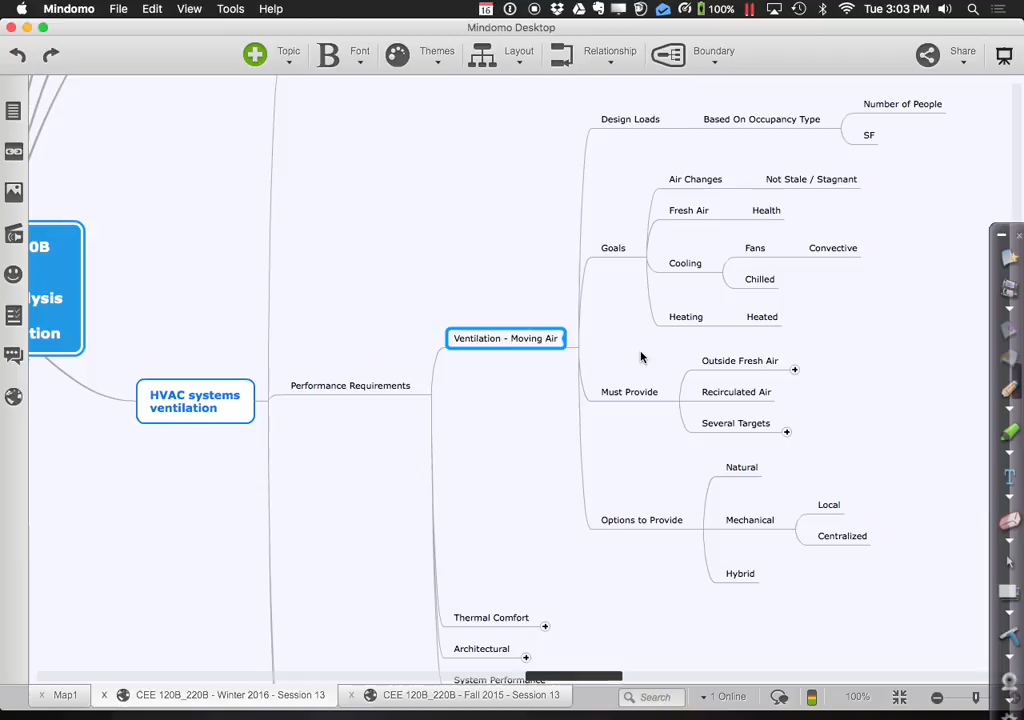 Mindomo File Edit View Tools Help 16 100% Tue 3:03 PM
Mindomo Desktop
Topic Font Themes Layout Relationship Boundary Share
Number of People
Design Loads Based On Occupancy Type
SF
Air Changes Not Stale / Stagnant
Fresh Air Health
Goals
Fans Convective
Cooling
Chilled
Heating Heated
0B
lysis
tion
Ventilation - Moving Air
HVAC systems
ventilation
Performance Requirements
Outside Fresh Air
Must Provide Recirculated Air
Several Targets
Natural
Local
Options to Provide Mechanical
Centralized
Hybrid
Thermal Comfort
Architectural
System Performance
x Map1 x CEE 120B_220B - Winter 2016 - Session 13 x CEE 120B_220B - Fall 2015 - Session 13 Search 1 Online 100%